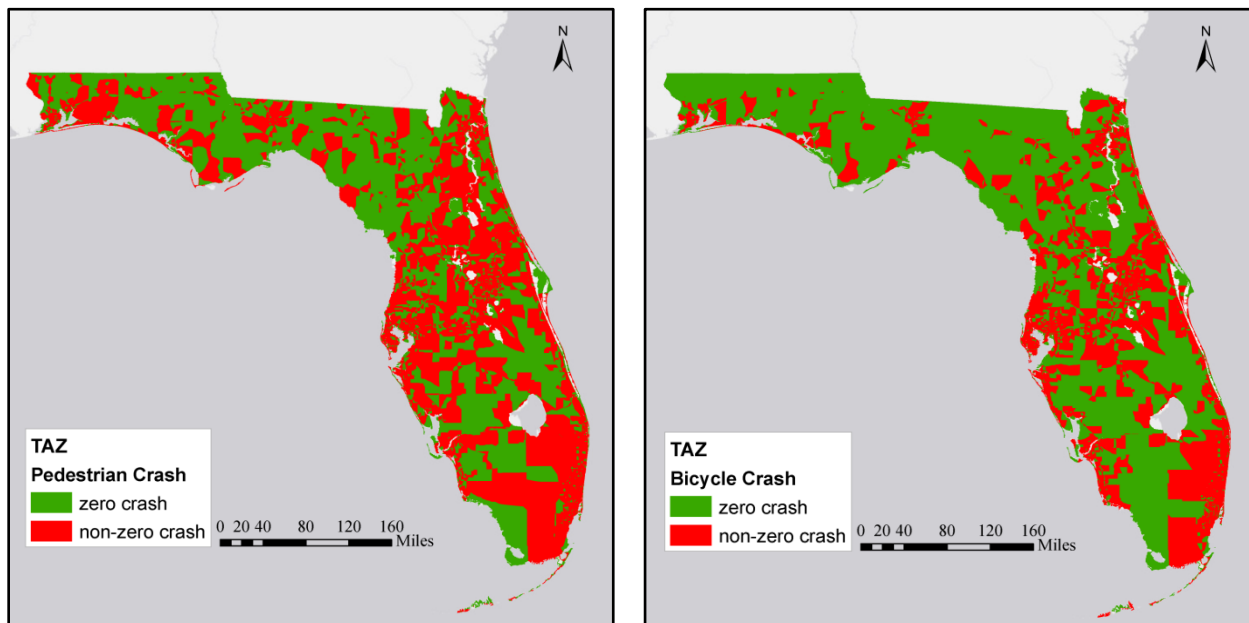 N
TAZ
Pedestrian Crash
zero crash
non-zero crash
0 20 40 80 120 160
Miles
N
TAZ
Bicycle Crash
zero crash
non-zero crash
0 20 40 80 120 160
Miles